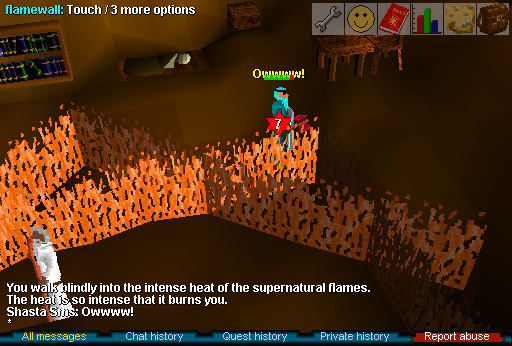 flamewall: Touch / 3 more options
Owwww!
7
You walk blindly into the intense heat of the supernatural flames.
The heat is so intense that it burns you.
Shasta Sms: Owwww!
*
All messages Chat history Quest history Private history Report abuse